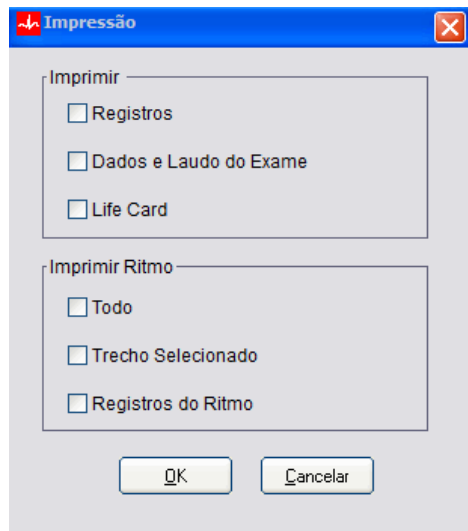 Impressão
Imprimir
Registros
Dados e Laudo do Exame
Life Card
Imprimir Ritmo
Todo
Trecho Selecionado
Registros do Ritmo
OK
Cancelar